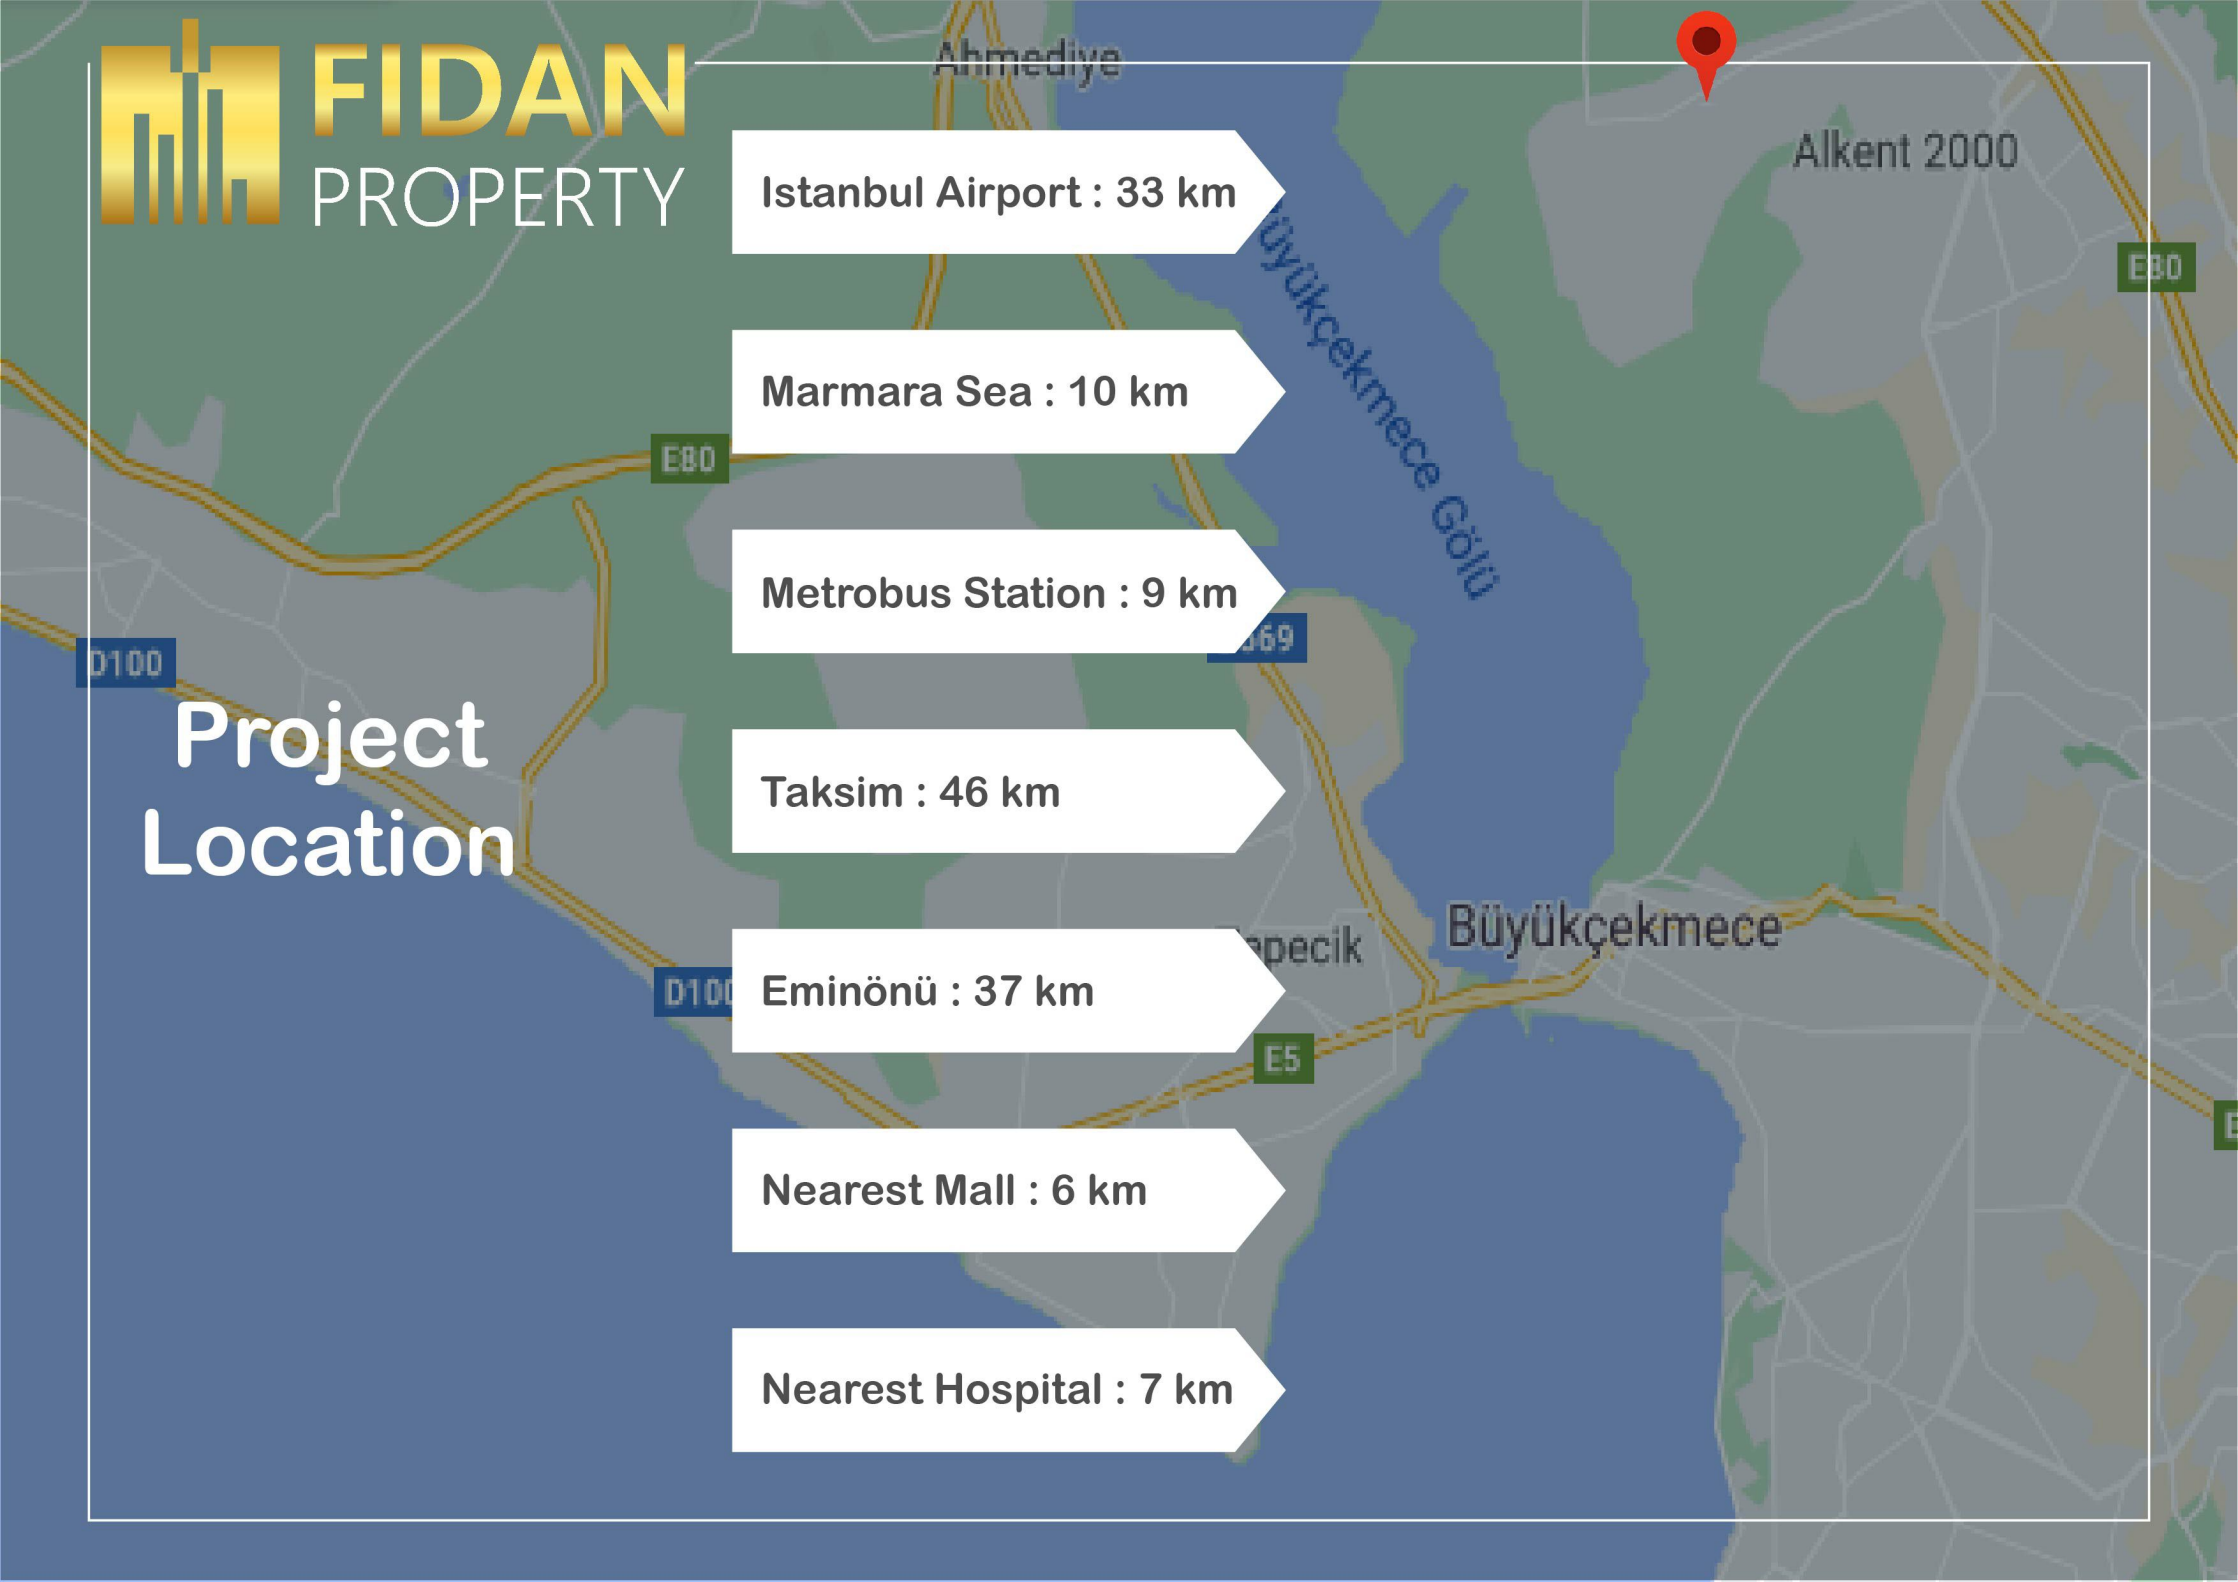 FIDAN
PROPERTY
Ahmediye
Alkent 2000
Istanbul Airport : 33 km
E80
Marmara Sea : 10 km
E80
Gölü
Metrobus Station : 9 km
D100
Project
Location
Taksim : 46 km
Büyükçekmece
Eminönü : 37 km
E5
Nearest Mall : 6 km
Nearest Hospital : 7 km